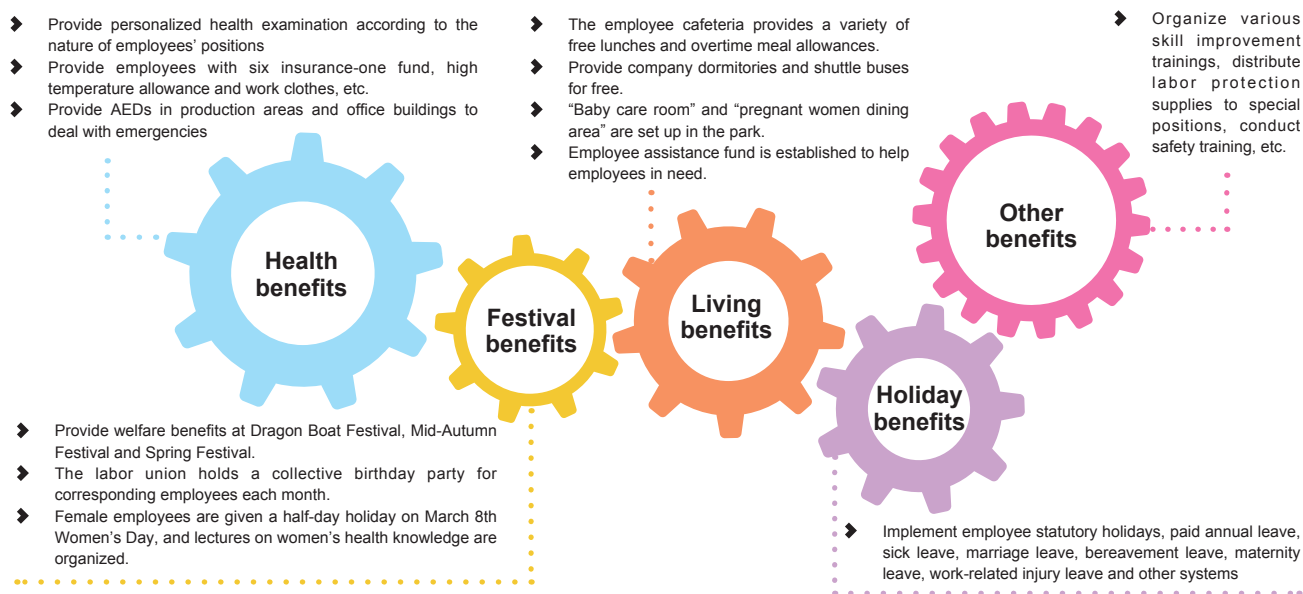 Provide personalized health examination according to the
nature of employees’ positions
Provide employees with six insurance-one fund, high
temperature allowance and work clothes, etc.
Provide AEDs in production areas and office buildings to
deal with emergencies
The employee cafeteria provides a variety of
free lunches and overtime meal allowances.
Provide company dormitories and shuttle buses
for free.
“Baby care room” and “pregnant women dining
area” are set up in the park.
Employee assistance fund is established to help
employees in need.
Organize various
skill improvement
trainings, distribute
labor protection
supplies to special
positions, conduct
safety training, etc.
Health
benefits
Festival
benefits
Living
benefits
Other
benefits
Holiday
benefits
Provide welfare benefits at Dragon Boat Festival, Mid-Autumn
Festival and Spring Festival.
The labor union holds a collective birthday party for
corresponding employees each month.
Female employees are given a half-day holiday on March 8th
Women’s Day, and lectures on women’s health knowledge are
organized.
Implement employee statutory holidays, paid annual leave,
sick leave, marriage leave, bereavement leave, maternity
leave, work-related injury leave and other systems